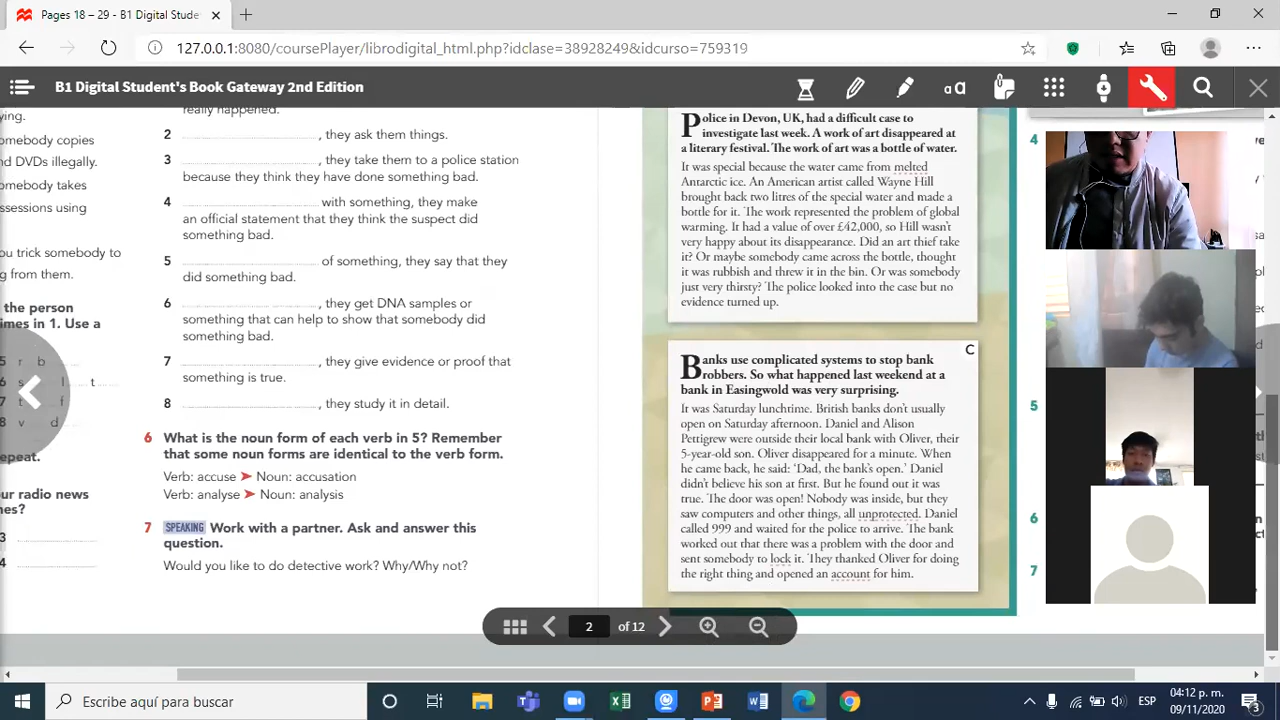 Pages 18 – 29 - B1 Digital Student's
127.0.0.1:8080/coursePlayer/librodigital_html.php?idclase=38928249&idcurso=759319
B1 Digital Student's Book Gateway 2nd Edition
aa
ying.
omebody copies
nd DVDs illegally.
omebody takes
ssessions using
ou trick somebody to
g from them.
the person
imes in 1. Use a
5 r b
6 s l t
7 t f
8 v d
epeat.
our radio news
nes?
3
4
really happened.
2 , they ask them things.
3 , they take them to a police station
because they think they have done something bad.
4 with something, they make
an official statement that they think the suspect did
something bad.
5 of something, they say that they
did something bad.
6 , they get DNA samples or
something that can help to show that somebody did
something bad.
7 , they give evidence or proof that
something is true.
8 , they study it in detail.
6 What is the noun form of each verb in 5? Remember
that some noun forms are identical to the verb form.
Verb: accuse ➤ Noun: accusation
Verb: analyse ➤ Noun: analysis
7 SPEAKING Work with a partner. Ask and answer this
question.
Would you like to do detective work? Why/Why not?
Police in Devon, UK, had a difficult case to
investigate last week. A work of art disappeared at
a literary festival. The work of art was a bottle of water.
It was special because the water came from melted
Antarctic ice. An American artist called Wayne Hill
brought back two litres of the special water and made a
bottle for it. The work represented the problem of global
warming. It had a value of over £42,000, so Hill wasn't
very happy about its disappearance. Did an art thief take
it? Or maybe somebody came across the bottle, thought
it was rubbish and threw it in the bin. Or was somebody
just very thirsty? The police looked into the case but no
evidence turned up.
C
Banks use complicated systems to stop bank
robbers. So what happened last weekend at a
bank in Easingwold was very surprising.
It was Saturday lunchtime. British banks don't usually
open on Saturday afternoon. Daniel and Alison
Pettigrew were outside their local bank with Oliver, their
5-year-old son. Oliver disappeared for a minute. When
he came back, he said: 'Dad, the bank's open.' Daniel
didn't believe his son at first. But he found out it was
true. The door was open! Nobody was inside, but they
saw computers and other things, all unprotected. Daniel
called 999 and waited for the police to arrive. The bank
worked out that there was a problem with the door and
sent somebody to lock it. They thanked Oliver for doing
the right thing and opened an account for him.
4
5
6
7
2 of 12
Escribe aquí para buscar
ESP
04:12 p. m.
09/11/2020
3